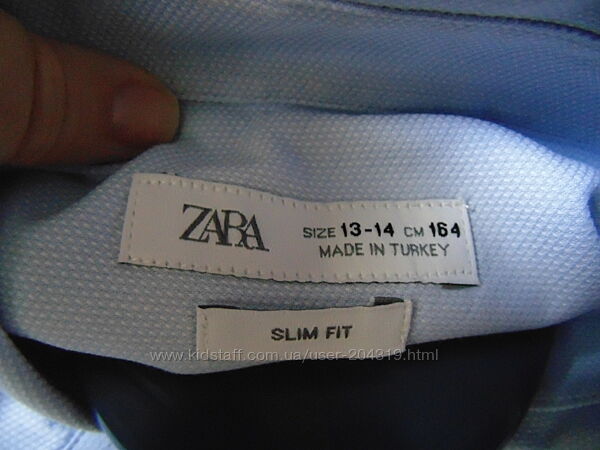 ZARA
SIZE 13-14 CM 164
MADE IN TURKEY
SLIM FIT
www.kidstaff.com.ua/user-204319.html